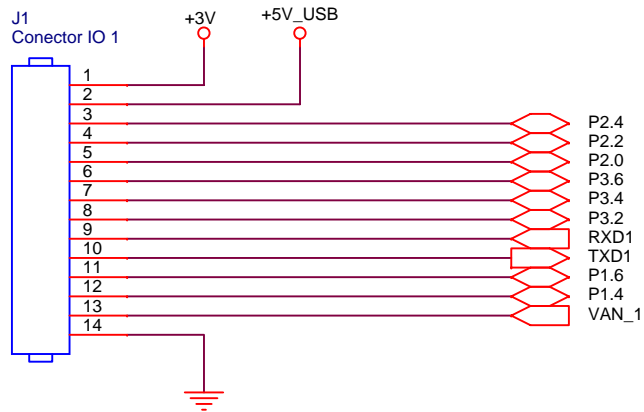 J1
Conector IO 1
+3V
+5V_USB
1
2
3
4
5
6
7
8
9
10
11
12
13
14
P2.4
P2.2
P2.0
P3.6
P3.4
P3.2
RXD1
TXD1
P1.6
P1.4
VAN_1